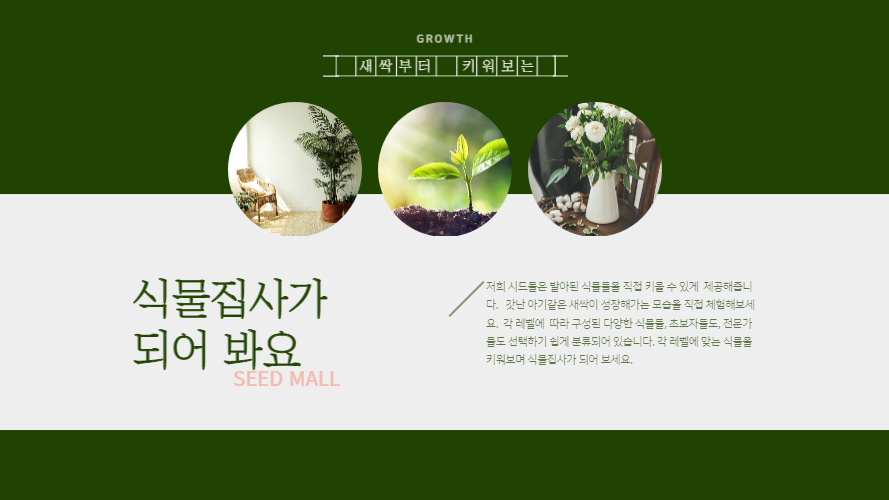 GROWTH
새싹부터 키워보는
식물집사가
되어 봐요
SEED MALL
저희 시드몰은 발아된 식물들을 직접 키울 수 있게 제공해줍니
다. 갓난 아기같은 새싹이 성장해가는 모습을 직접 체험해보세
요. 각 레벨에 따라 구성된 다양한 식물들, 초보자들도, 전문가
들도 선택하기 쉽게 분류되어 있습니다. 각 레벨에 맞는 식물을
키워보며 식물집사가 되어 보세요.